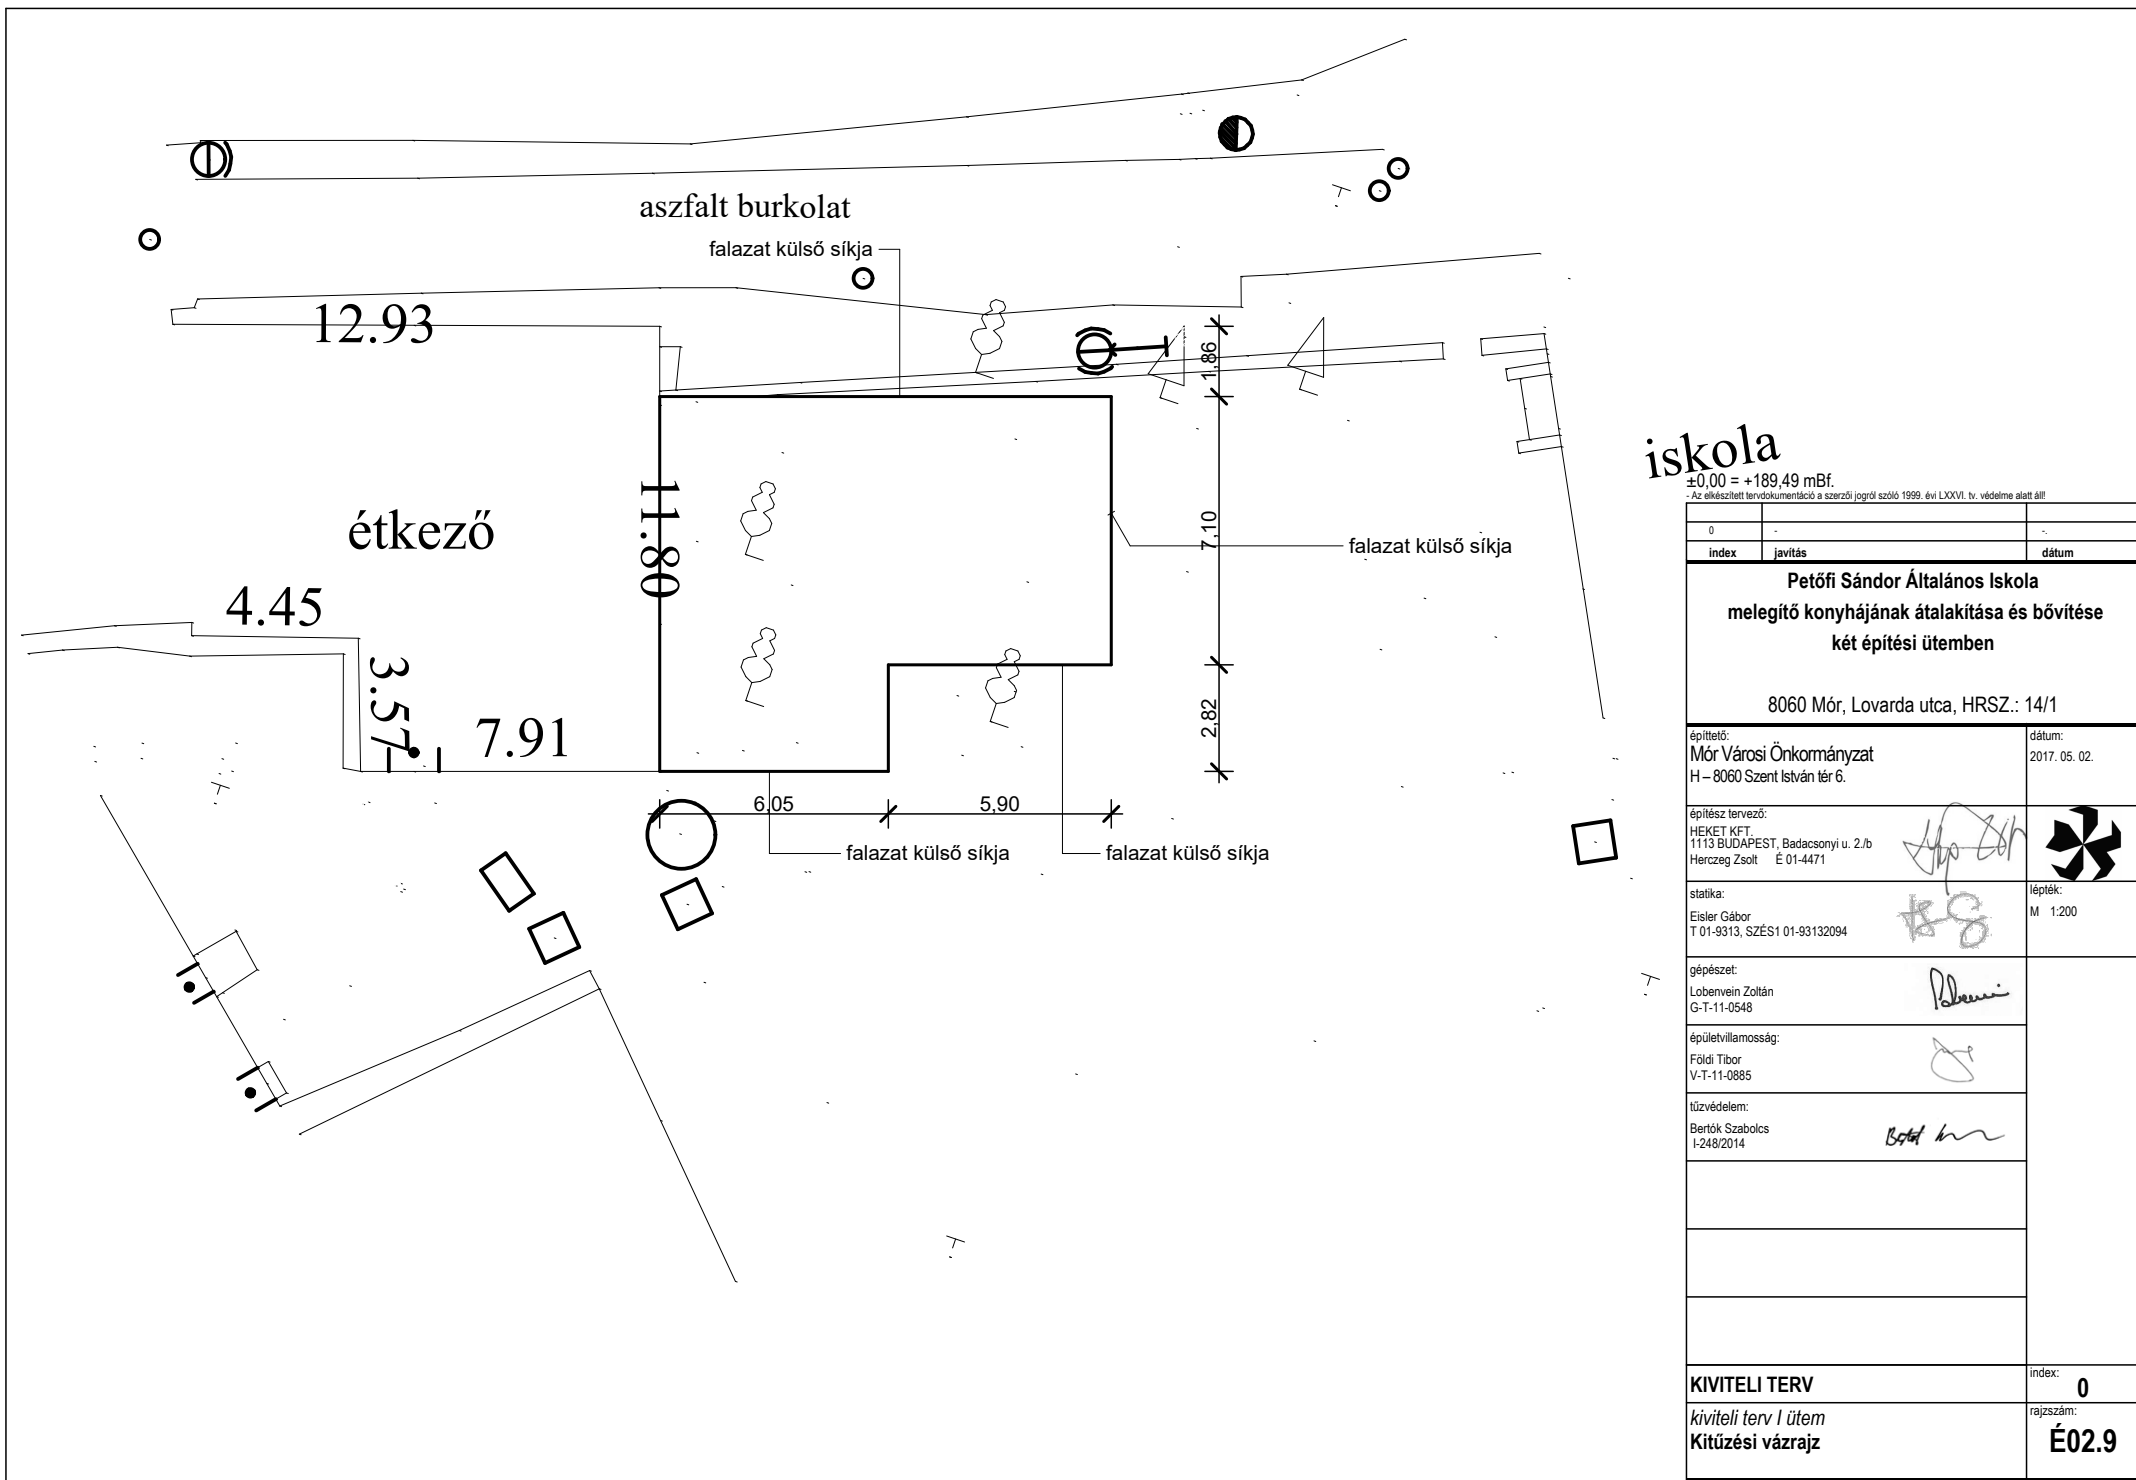 aszfalt burkolat
falazat külső síkja
12.93
1,86
iskola
±0,00 = +189,49 mBf.
- Az elkészített tervdokumentáció a szerzői jogról szóló 1999. évi LXXVI. tv. védelme alatt áll!
étkező
11.80
7,10
falazat külső síkja
4.45
3.57
7.91
2,82
6,05
5,90
falazat külső síkja
falazat külső síkja
0 - -.
index javítás dátum
Petőfi Sándor Általános Iskola
melegítő konyhájának átalakítása és bővítése
két építési ütemben
8060 Mór, Lovarda utca, HRSZ.: 14/1
építtető:
Mór Városi Önkormányzat
H – 8060 Szent István tér 6.
dátum:
2017. 05. 02.
építész tervező:
HEKET KFT.
1113 BUDAPEST, Badacsonyi u. 2./b
Herczeg Zsolt É 01-4471
statika:
Eisler Gábor
T 01-9313, SZÉS1 01-93132094
lépték:
M 1:200
gépészet:
Lobenvein Zoltán
G-T-11-0548
épületvillamosság:
Földi Tibor
V-T-11-0885
tűzvédelem:
Bertók Szabolcs
I-248/2014
KIVITELI TERV
index:
0
kiviteli terv I ütem
Kitűzési vázrajz
rajzszám:
É02.9